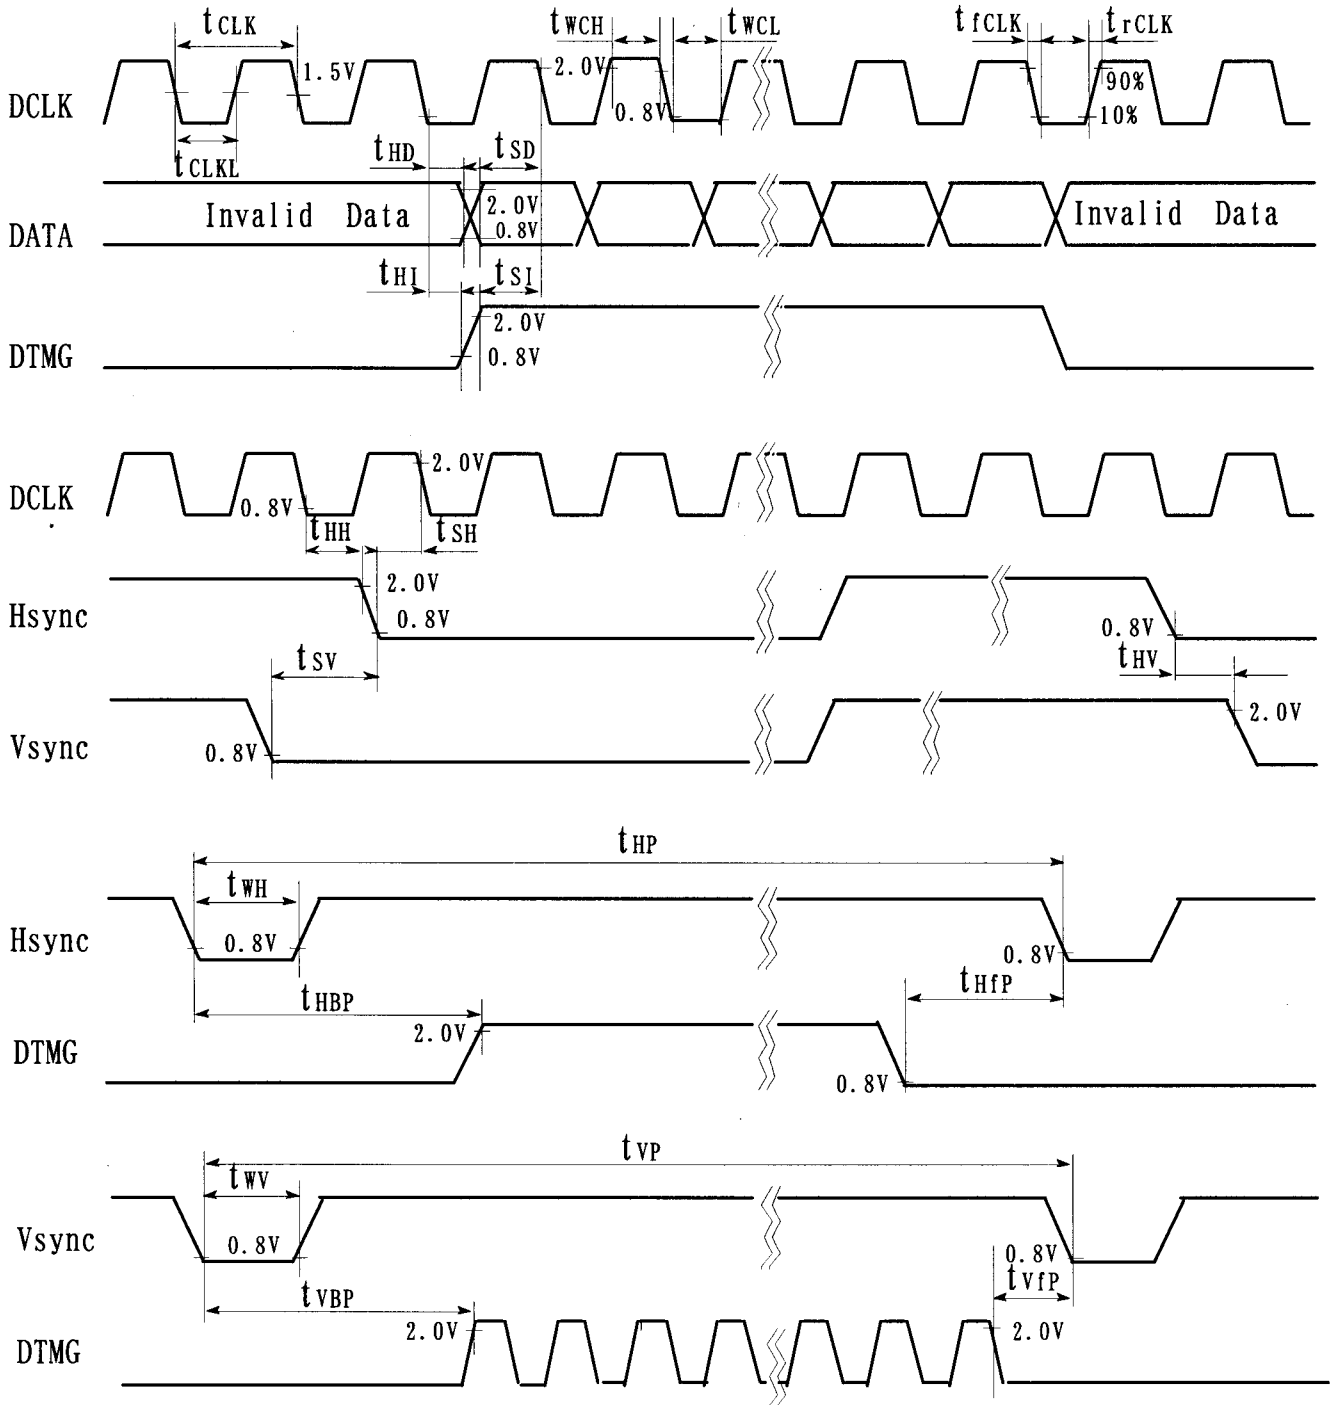 tCLK tWCH tWCL tfCLK trCLK
1.5V 2.0V 90%
DCLK 0.8V 10%
tCLKL tHD tSD
Invalid Data 2.0V Invalid Data
DATA 0.8V
tHI tSI
2.0V
DTMG 0.8V
2.0V
DCLK 0.8V
tHH tSH
2.0V
Hsync 0.8V 0.8V
tSV tHV
2.0V
Vsync 0.8V
tHP
tWH
Hsync 0.8V 0.8V
tHBP tHfP
2.0V
DTMG 0.8V
tVP
tWV
Vsync 0.8V 0.8V
tVBP tVfP
2.0V 2.0V
DTMG